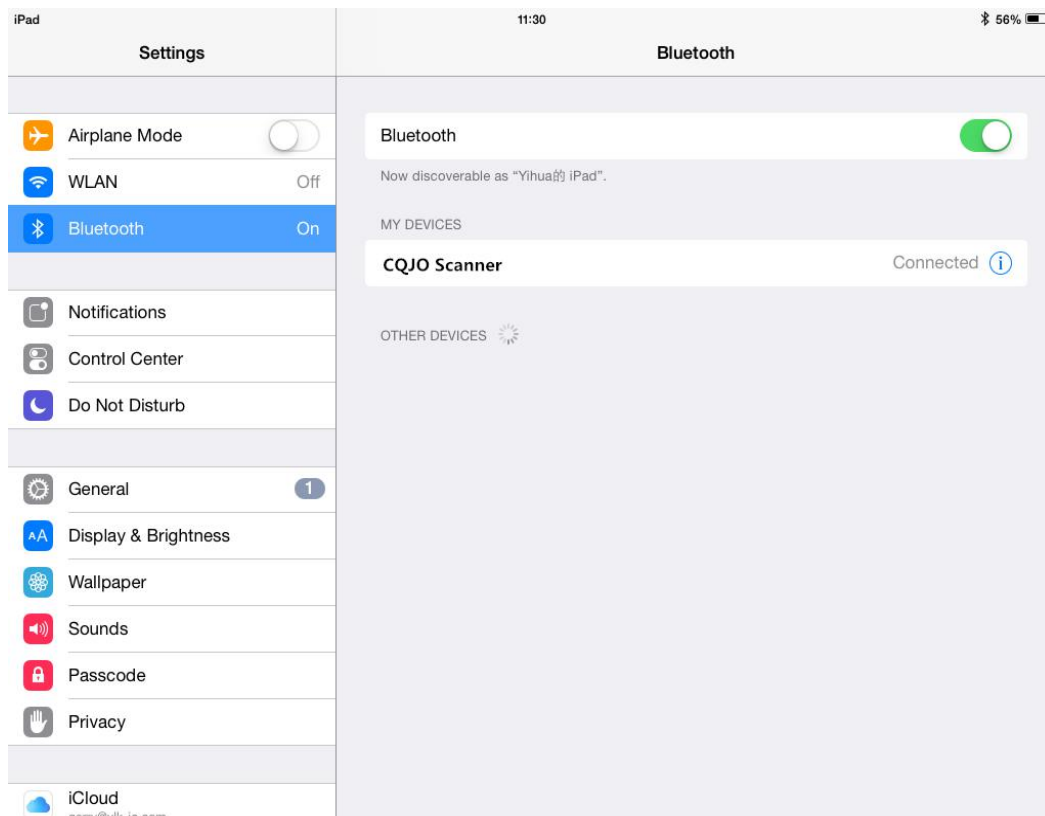 iPad 11:30 56%
Settings
Bluetooth
Airplane Mode
WLAN Off
Bluetooth On
Notifications
Control Center
Do Not Disturb
General 1
AA Display & Brightness
Wallpaper
Sounds
Passcode
Privacy
iCloud
Bluetooth
Now discoverable as “Yihua的 iPad”.
MY DEVICES
CQJO Scanner Connected i
OTHER DEVICES